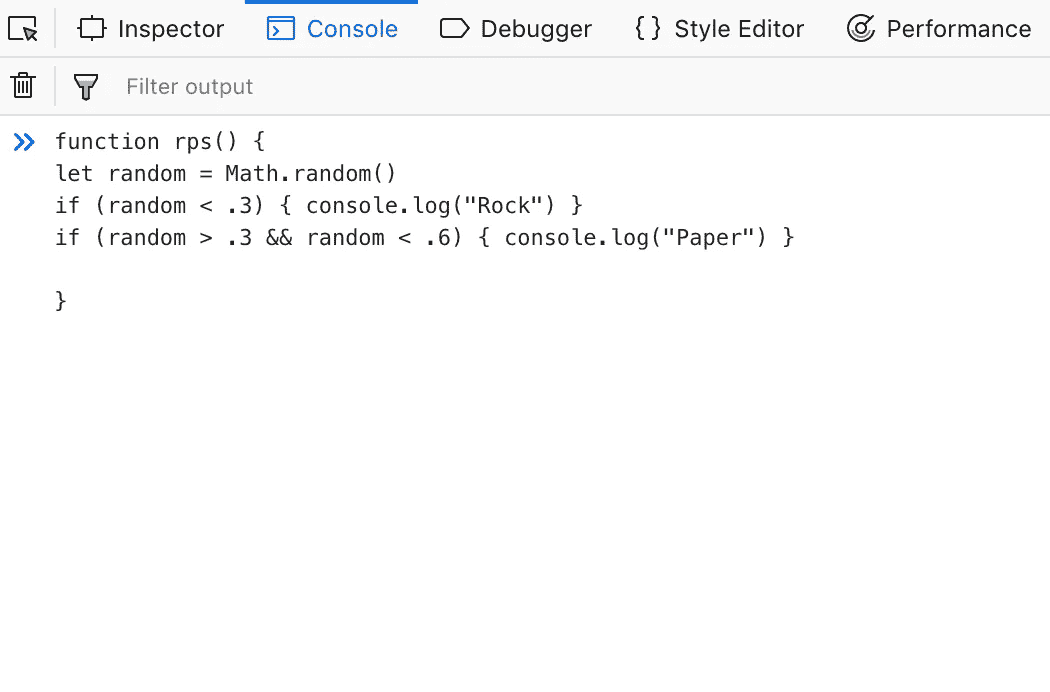 Inspector Console Debugger {} Style Editor Performance
Filter output
>> function rps() {
let random = Math.random()
if (random < .3) { console.log("Rock") }
if (random > .3 && random < .6) { console.log("Paper") }
}